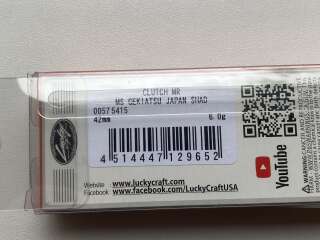 CLUTCH MR
MS GEKIATSU JAPAN SHAD
00575415
42mm 6.0g
4 514447 129652
Website www.luckycraft.com
www.facebook.com/LuckyCraftUSA
YouTube
WARNING